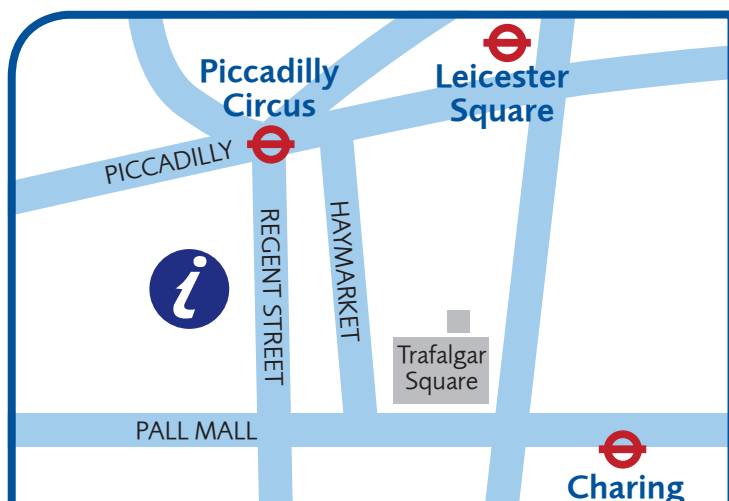 Piccadilly
Circus
Leicester
Square
PICCADILLY
REGENT STREET
HAYMARKET
i
Trafalgar
Square
PALL MALL
Charing